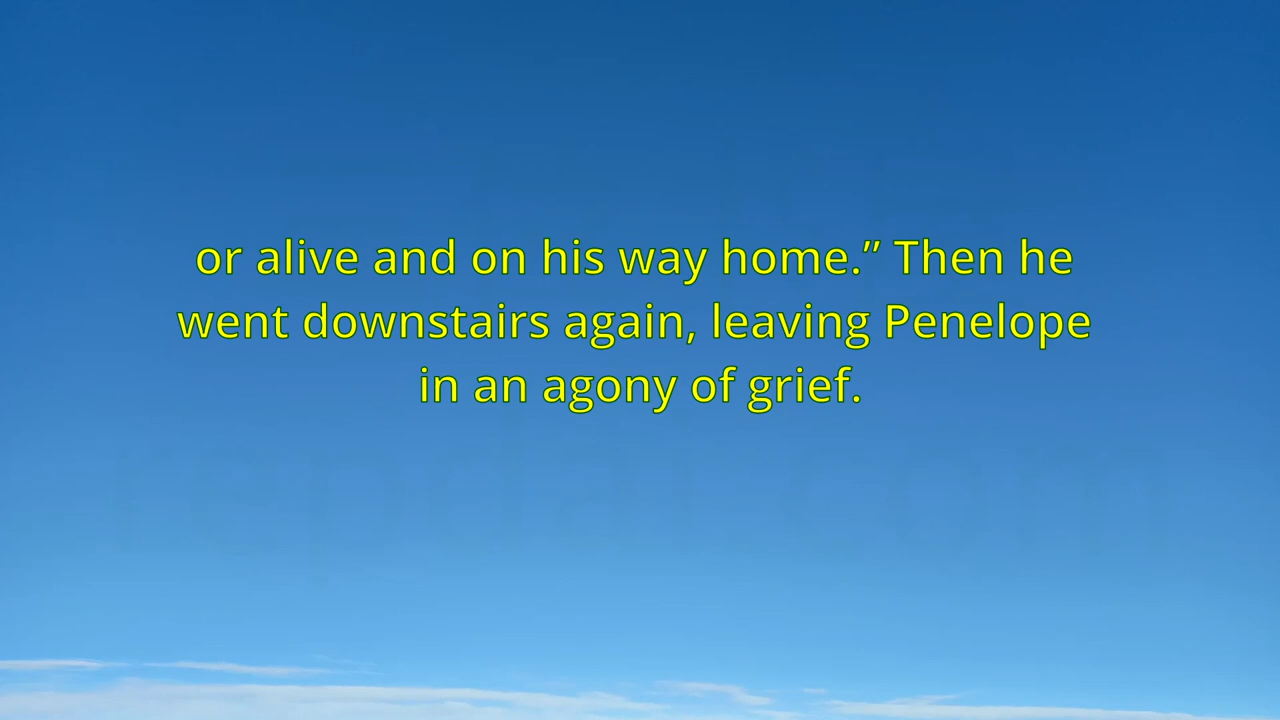 or alive and on his way home.” Then he
went downstairs again, leaving Penelope
in an agony of grief.